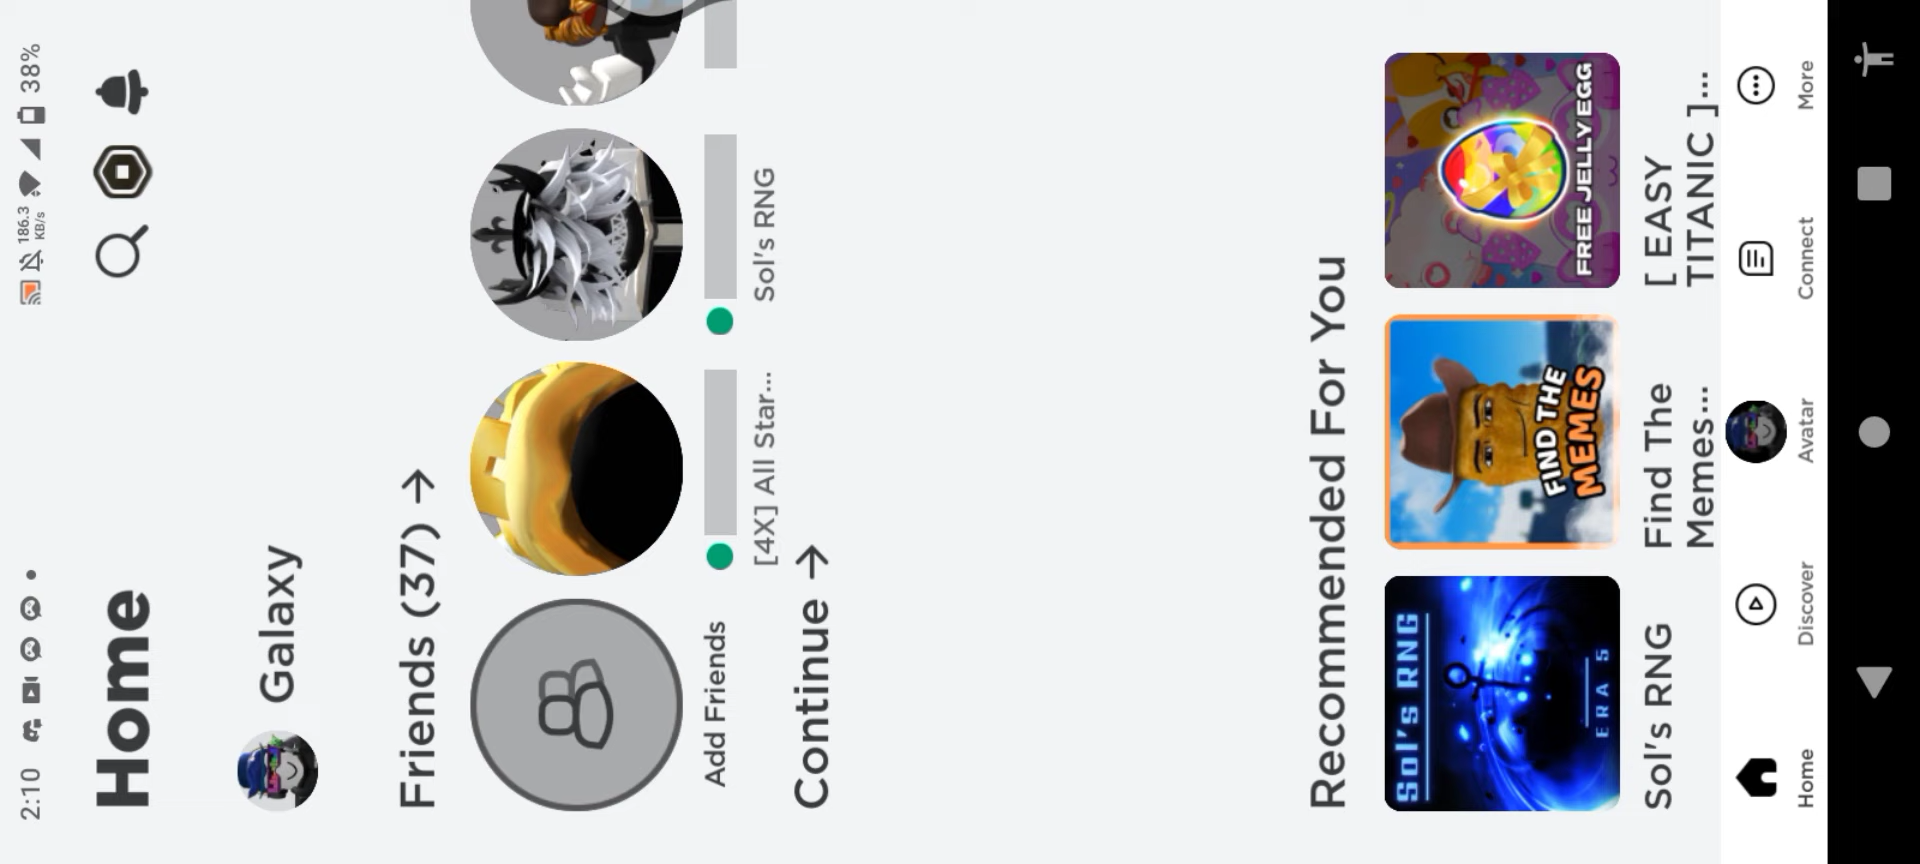 2:10
186.3
KB/s
38%
Home
Galaxy
Friends (37) →
Add Friends
[4X] All Star...
Sol's RNG
Continue →
Recommended For You
Sol's RNG
ERA 5
Sol's RNG
FIND THE
MEMES
Find The
Memes...
FREE JELLY EGG
[ EASY
TITANIC ]...
Home
Discover
Avatar
Connect
More